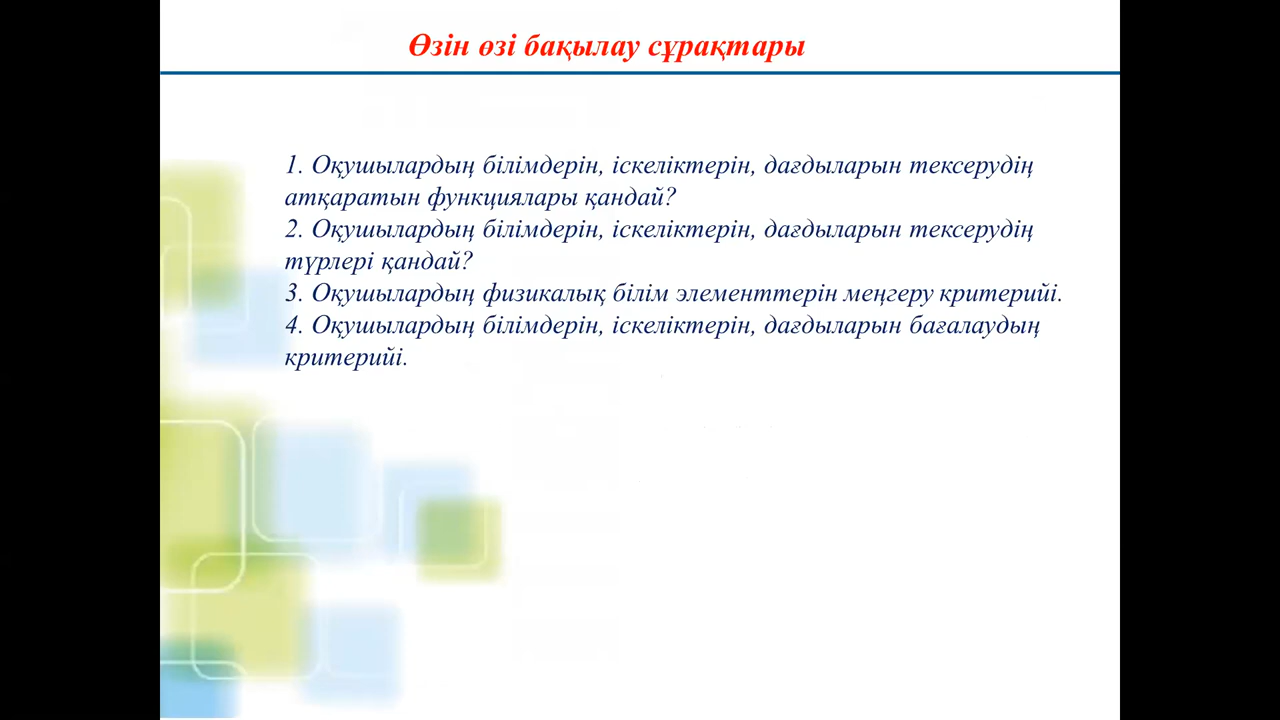 Өзін өзі бақылау сұрақтары
1. Оқушылардың білімдерін, іскеліктерін, дағдыларын тексерудің
атқаратын функциялары қандай?
2. Оқушылардың білімдерін, іскеліктерін, дағдыларын тексерудің
түрлері қандай?
3. Оқушылардың физикалық білім элементтерін меңгеру критерийі.
4. Оқушылардың білімдерін, іскеліктерін, дағдыларын бағалаудың
критерийі.